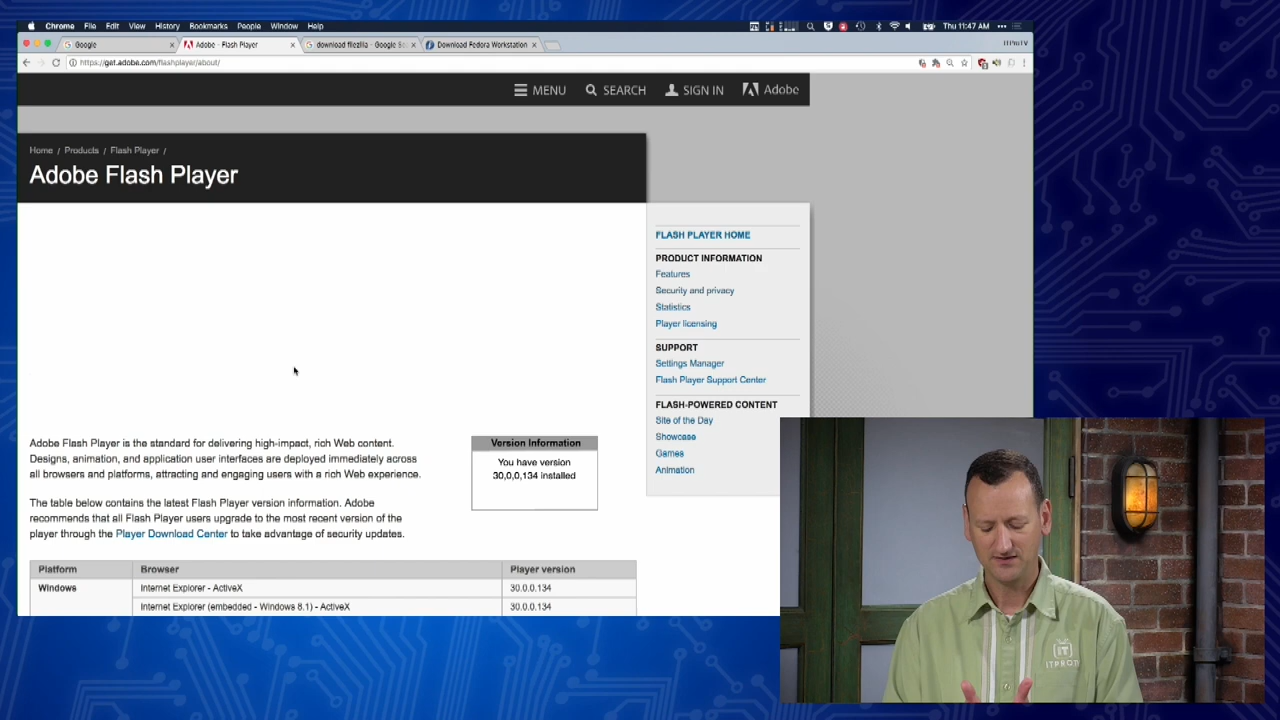 Chrome File Edit View History Bookmarks People Window Help
Thu 11:47 AM
Google
Adobe - Flash Player
download filezilla - Google Se
Download Fedora Workstation
ITProTV
https://get.adobe.com/flashplayer/about/
MENU SEARCH SIGN IN Adobe
Home / Products / Flash Player /
Adobe Flash Player
FLASH PLAYER HOME
PRODUCT INFORMATION
Features
Security and privacy
Statistics
Player licensing
SUPPORT
Settings Manager
Flash Player Support Center
FLASH-POWERED CONTENT
Site of the Day
Showcase
Games
Animation
Adobe Flash Player is the standard for delivering high-impact, rich Web content.
Designs, animation, and application user interfaces are deployed immediately across
all browsers and platforms, attracting and engaging users with a rich Web experience.
Version Information
You have version
30,0,0,134 installed
The table below contains the latest Flash Player version information. Adobe
recommends that all Flash Player users upgrade to the most recent version of the
player through the Player Download Center to take advantage of security updates.
Platform Browser Player version
Windows Internet Explorer - ActiveX 30.0.0.134
Internet Explorer (embedded - Windows 8.1) - ActiveX 30.0.0.134
IT
ITPROT